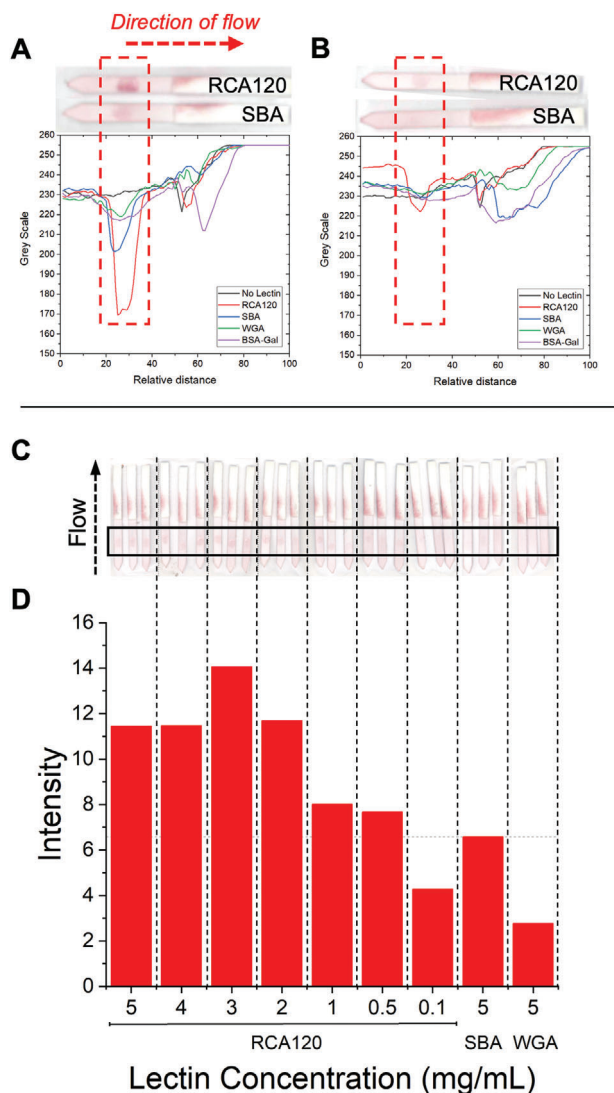 Direction of flow
A
B
RCA120
SBA
RCA120
SBA
260
250
240
230
220
210
200
190
180
170
160
150
Grey Scale
0
20
40
60
80
100
Relative distance
No Lectin
RCA120
SBA
WGA
BSA-Gal
260
250
240
230
220
210
200
190
180
170
160
150
Grey Scale
0
20
40
60
80
100
Relative distance
No Lectin
RCA120
SBA
WGA
BSA-Gal
C
Flow
D
16
14
12
10
8
6
4
2
0
Intensity
5 4 3 2 1 0.5 0.1 5 5
RCA120 SBA WGA
Lectin Concentration (mg/mL)